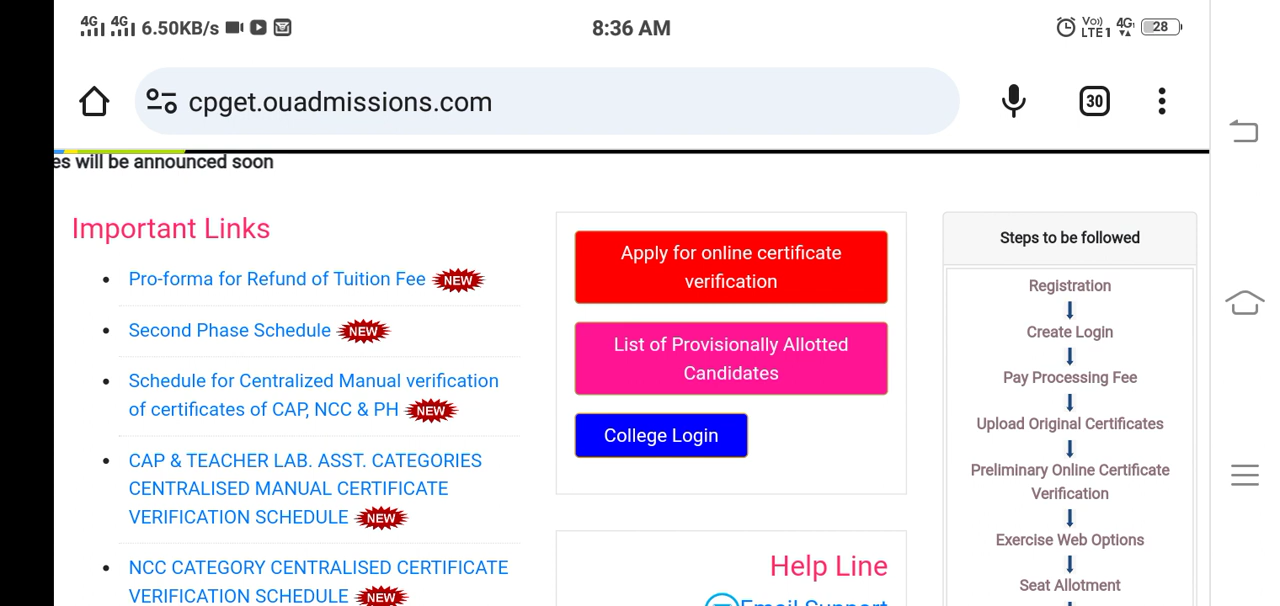 4G 4G 6.50KB/s 8:36 AM Vo)) LTE1 4G 28
cpget.ouadmissions.com 30
es will be announced soon
Important Links
Pro-forma for Refund of Tuition Fee NEW
Second Phase Schedule NEW
Schedule for Centralized Manual verification
of certificates of CAP, NCC & PH NEW
CAP & TEACHER LAB. ASST. CATEGORIES
CENTRALISED MANUAL CERTIFICATE
VERIFICATION SCHEDULE NEW
NCC CATEGORY CENTRALISED CERTIFICATE
VERIFICATION SCHEDULE NEW
Apply for online certificate
verification
List of Provisionally Allotted
Candidates
College Login
Help Line
Email Support
Steps to be followed
Registration
Create Login
Pay Processing Fee
Upload Original Certificates
Preliminary Online Certificate
Verification
Exercise Web Options
Seat Allotment